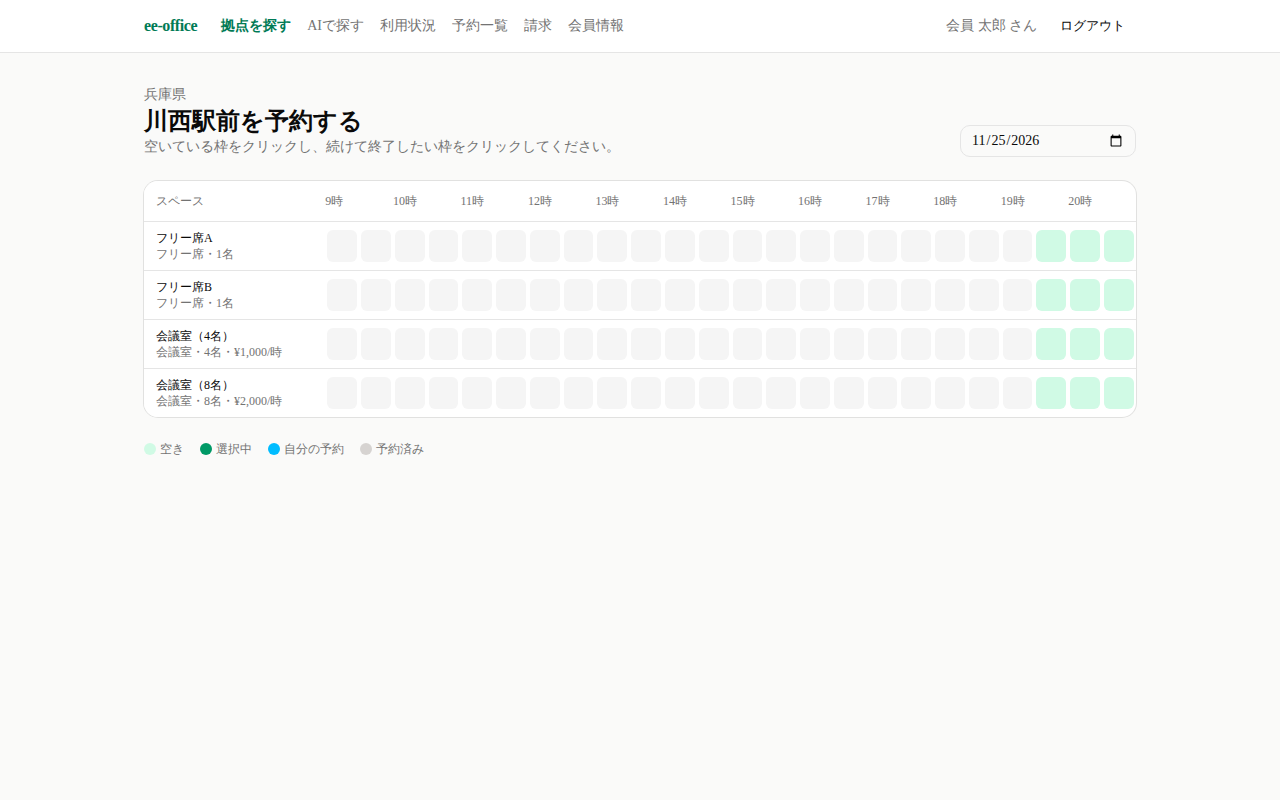 ee-office 拠点を探す AIで探す 利用状況 予約一覧 請求 会員情報 会員 太郎 さん ログアウト
兵庫県
川西駅前を予約する
空いている枠をクリックし、続けて終了したい枠をクリックしてください。
11/25/2026
スペース 9時 10時 11時 12時 13時 14時 15時 16時 17時 18時 19時 20時
フリー席A
フリー席・1名
フリー席B
フリー席・1名
会議室（4名）
会議室・4名・¥1,000/時
会議室（8名）
会議室・8名・¥2,000/時
空き 選択中 自分の予約 予約済み